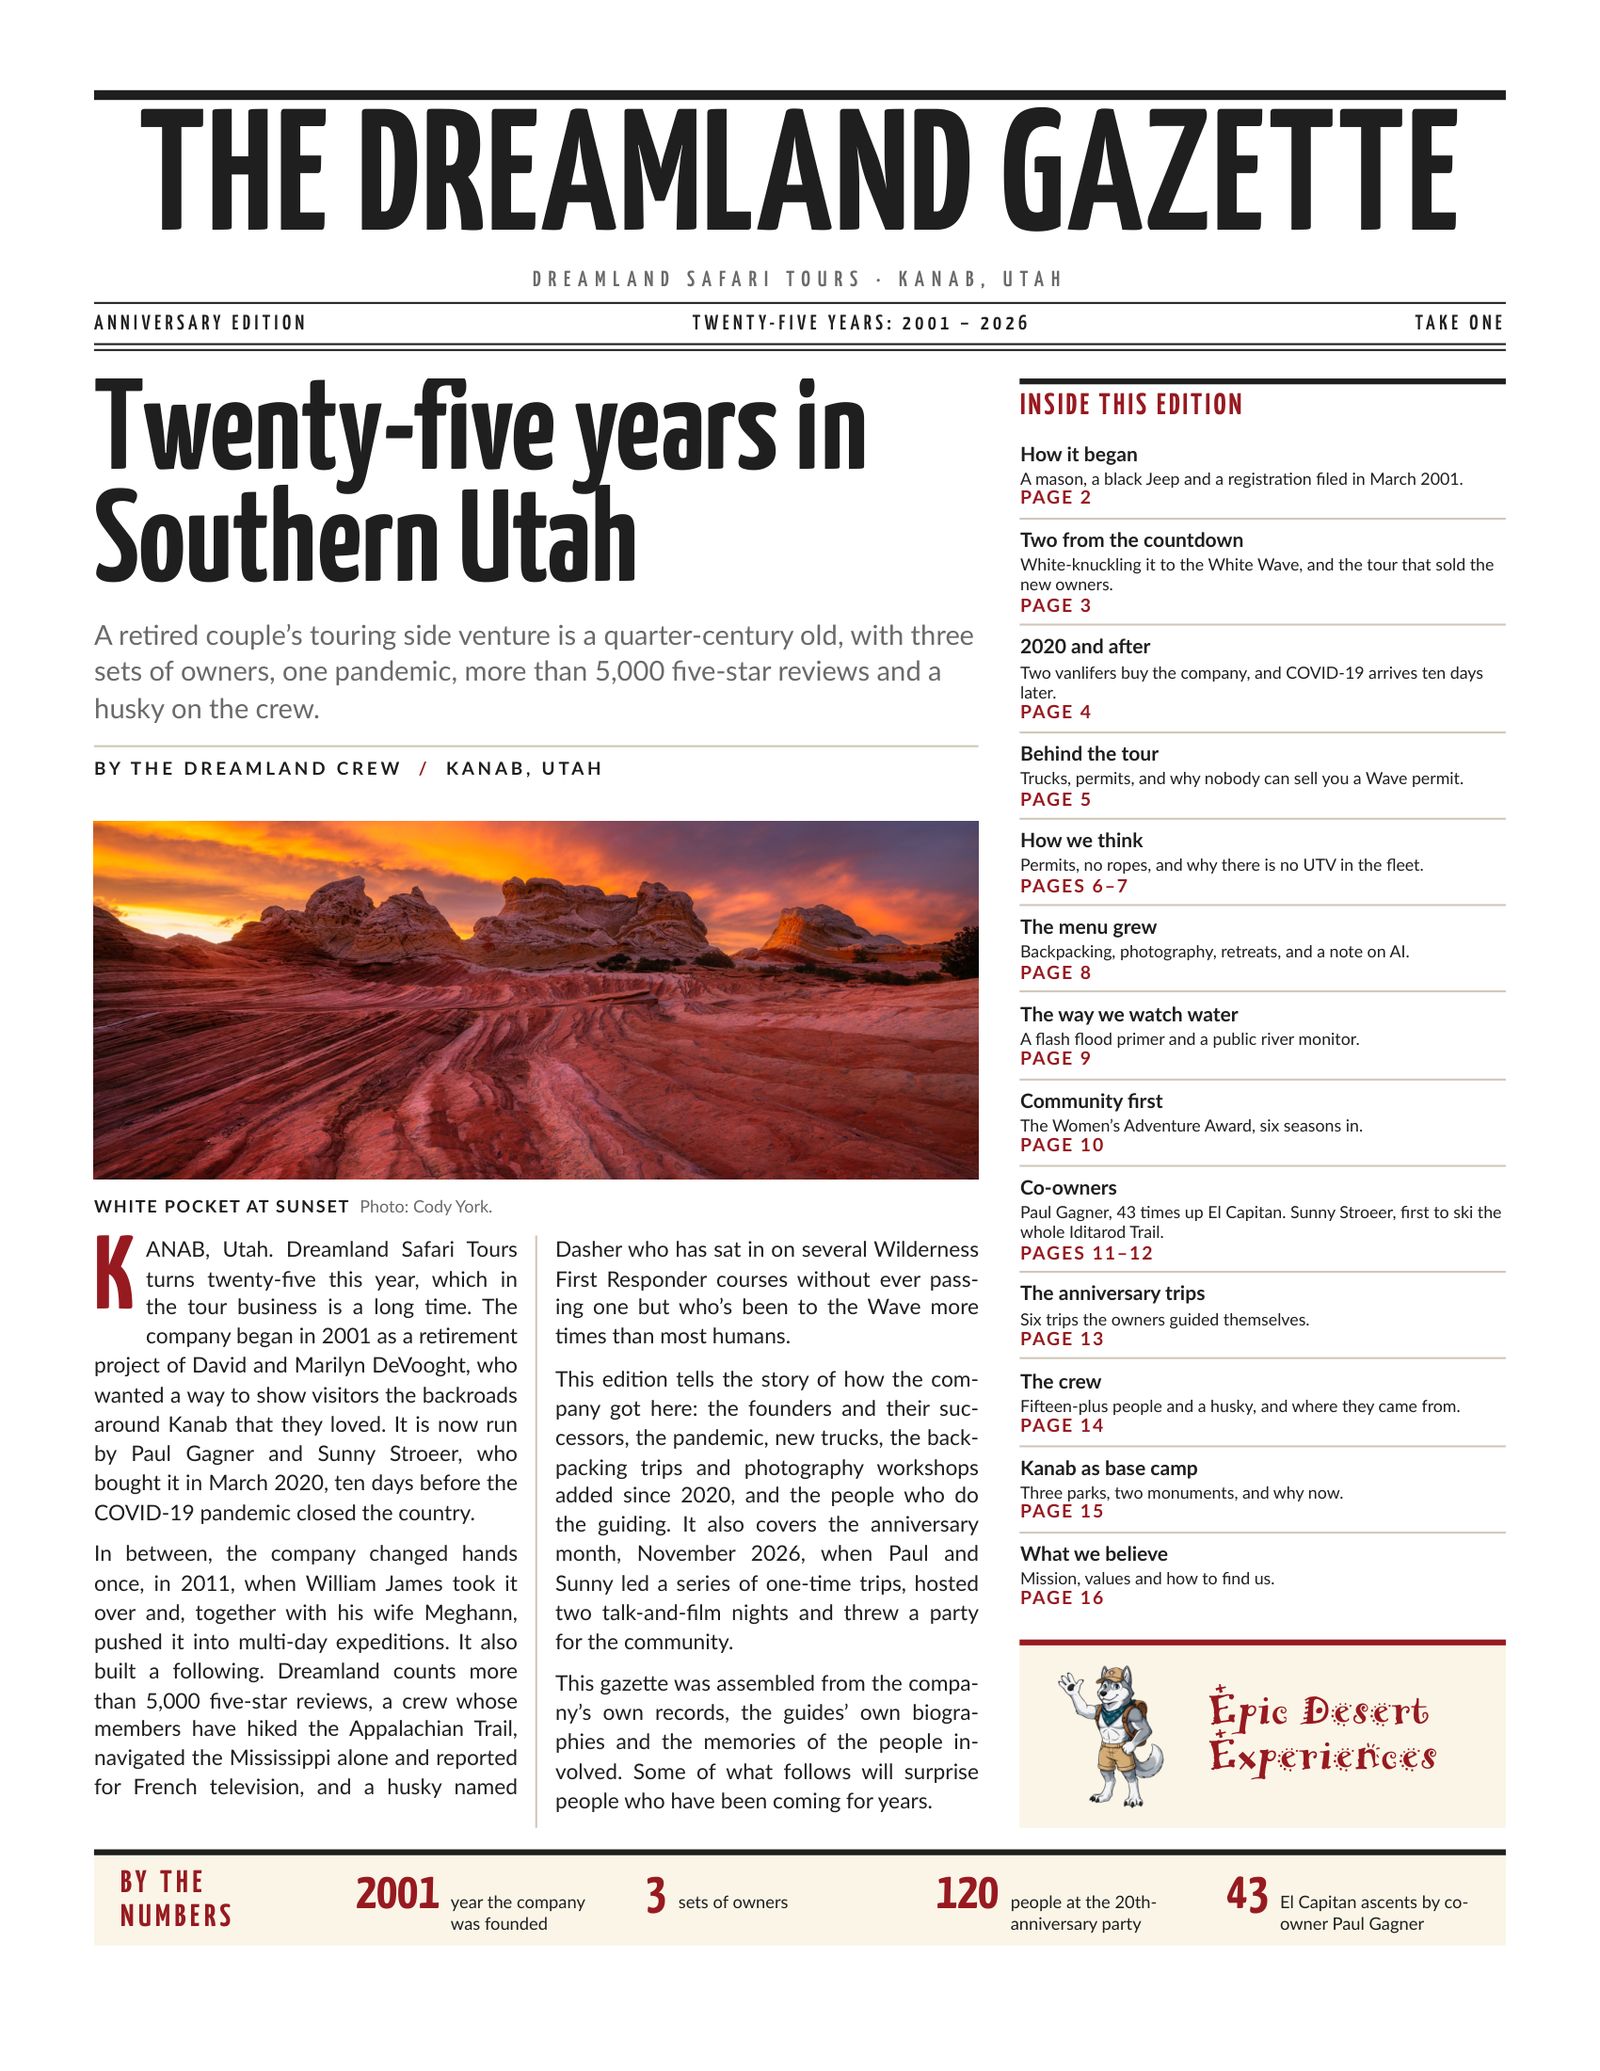 THE DREAMLAND GAZETTE
DREAMLAND SAFARI TOURS · KANAB, UTAH
ANNIVERSARY EDITION
TWENTY-FIVE YEARS: 2001 – 2026
TAKE ONE
Twenty-five years in
Southern Utah
A retired couple’s touring side venture is a quarter-century old, with three
sets of owners, one pandemic, more than 5,000 five-star reviews and a
husky on the crew.
BY THE DREAMLAND CREW / KANAB, UTAH
WHITE POCKET AT SUNSET Photo: Cody York.
KANAB, Utah. Dreamland Safari Tours
turns twenty-five this year, which in
the tour business is a long time. The
company began in 2001 as a retirement
project of David and Marilyn DeVooght, who
wanted a way to show visitors the backroads
around Kanab that they loved. It is now run
by Paul Gagner and Sunny Stroeer, who
bought it in March 2020, ten days before the
COVID-19 pandemic closed the country.
In between, the company changed hands
once, in 2011, when William James took it
over and, together with his wife Meghann,
pushed it into multi-day expeditions. It also
built a following. Dreamland counts more
than 5,000 five-star reviews, a crew whose
members have hiked the Appalachian Trail,
navigated the Mississippi alone and reported
for French television, and a husky named
Dasher who has sat in on several Wilderness
First Responder courses without ever pass-
ing one but who’s been to the Wave more
times than most humans.
This edition tells the story of how the com-
pany got here: the founders and their suc-
cessors, the pandemic, new trucks, the back-
packing trips and photography workshops
added since 2020, and the people who do
the guiding. It also covers the anniversary
month, November 2026, when Paul and
Sunny led a series of one-time trips, hosted
two talk-and-film nights and threw a party
for the community.
This gazette was assembled from the compa-
ny’s own records, the guides’ own biogra-
phies and the memories of the people in-
volved. Some of what follows will surprise
people who have been coming for years.
INSIDE THIS EDITION
How it began
A mason, a black Jeep and a registration filed in March 2001.
PAGE 2
Two from the countdown
White-knuckling it to the White Wave, and the tour that sold the
new owners.
PAGE 3
2020 and after
Two vanlifers buy the company, and COVID-19 arrives ten days
later.
PAGE 4
Behind the tour
Trucks, permits, and why nobody can sell you a Wave permit.
PAGE 5
How we think
Permits, no ropes, and why there is no UTV in the fleet.
PAGES 6–7
The menu grew
Backpacking, photography, retreats, and a note on AI.
PAGE 8
The way we watch water
A flash flood primer and a public river monitor.
PAGE 9
Community first
The Women’s Adventure Award, six seasons in.
PAGE 10
Co-owners
Paul Gagner, 43 times up El Capitan. Sunny Stroeer, first to ski the
whole Iditarod Trail.
PAGES 11–12
The anniversary trips
Six trips the owners guided themselves.
PAGE 13
The crew
Fifteen-plus people and a husky, and where they came from.
PAGE 14
Kanab as base camp
Three parks, two monuments, and why now.
PAGE 15
What we believe
Mission, values and how to find us.
PAGE 16
Epic Desert
Experiences
BY THE
NUMBERS
2001 year the company
was founded
3 sets of owners
120 people at the 20th-
anniversary party
43 El Capitan ascents by co-
owner Paul Gagner